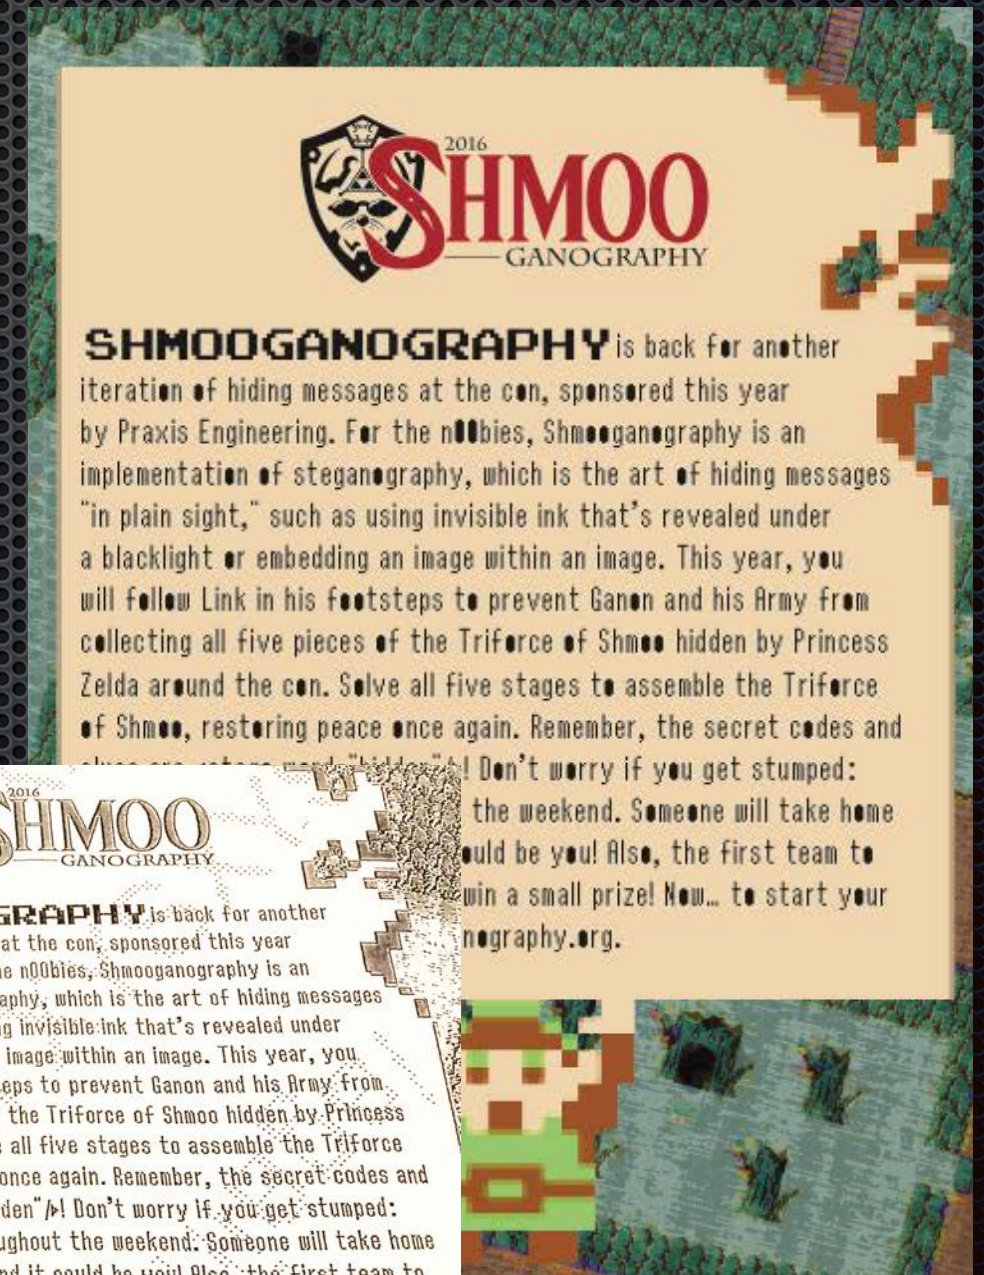 2016
SHMOO
GANOGRAPHY
SHMOOGANOGRAPHY is back for another
iteration of hiding messages at the con, sponsored this year
by Praxis Engineering. For the n00bies, Shmooganography is an
implementation of steganography, which is the art of hiding messages
"in plain sight," such as using invisible ink that's revealed under
a blacklight or embedding an image within an image. This year, you
will follow Link in his footsteps to prevent Ganon and his Army from
collecting all five pieces of the Triforce of Shmoo hidden by Princess
Zelda around the con. Solve all five stages to assemble the Triforce
of Shmoo, restoring peace once again. Remember, the secret codes and
! Don't worry if you get stumped:
the weekend. Someone will take home
ould be you! Also, the first team to
win a small prize! Now... to start your
nography.org.
2016
SHMOO
GANOGRAPHY
GRAPHY is back for another
at the con, sponsored this year
e n00bies, Shmooganography is an
aphy, which is the art of hiding messages
g invisible ink that's revealed under
image within an image. This year, you
eps to prevent Ganon and his Army from
the Triforce of Shmoo hidden by Princess
all five stages to assemble the Triforce
once again. Remember, the secret codes and
den"/>! Don't worry if you get stumped:
ughout the weekend. Someone will take home
nd it could be you! Also, the first team to